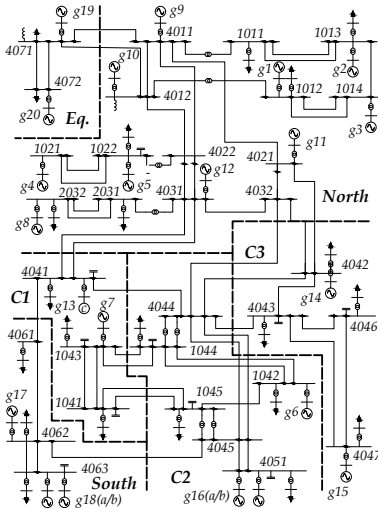 g19
g9
4071
4011
1011
1013
g10
g1
g2
4072
4012
1012
1014
g20
Eq.
g3
g11
1021
1022
4022
4021
g12
g4
g5
2032
2031
4031
4032
g8
North
C3
4042
4041
C1
g13
g7
4044
4043
g14
4046
4061
1043
1044
1042
g17
1041
1045
g6
4062
4045
4047
4063
South
C2
4051
g15
g18(a/b)
g16(a/b)
C